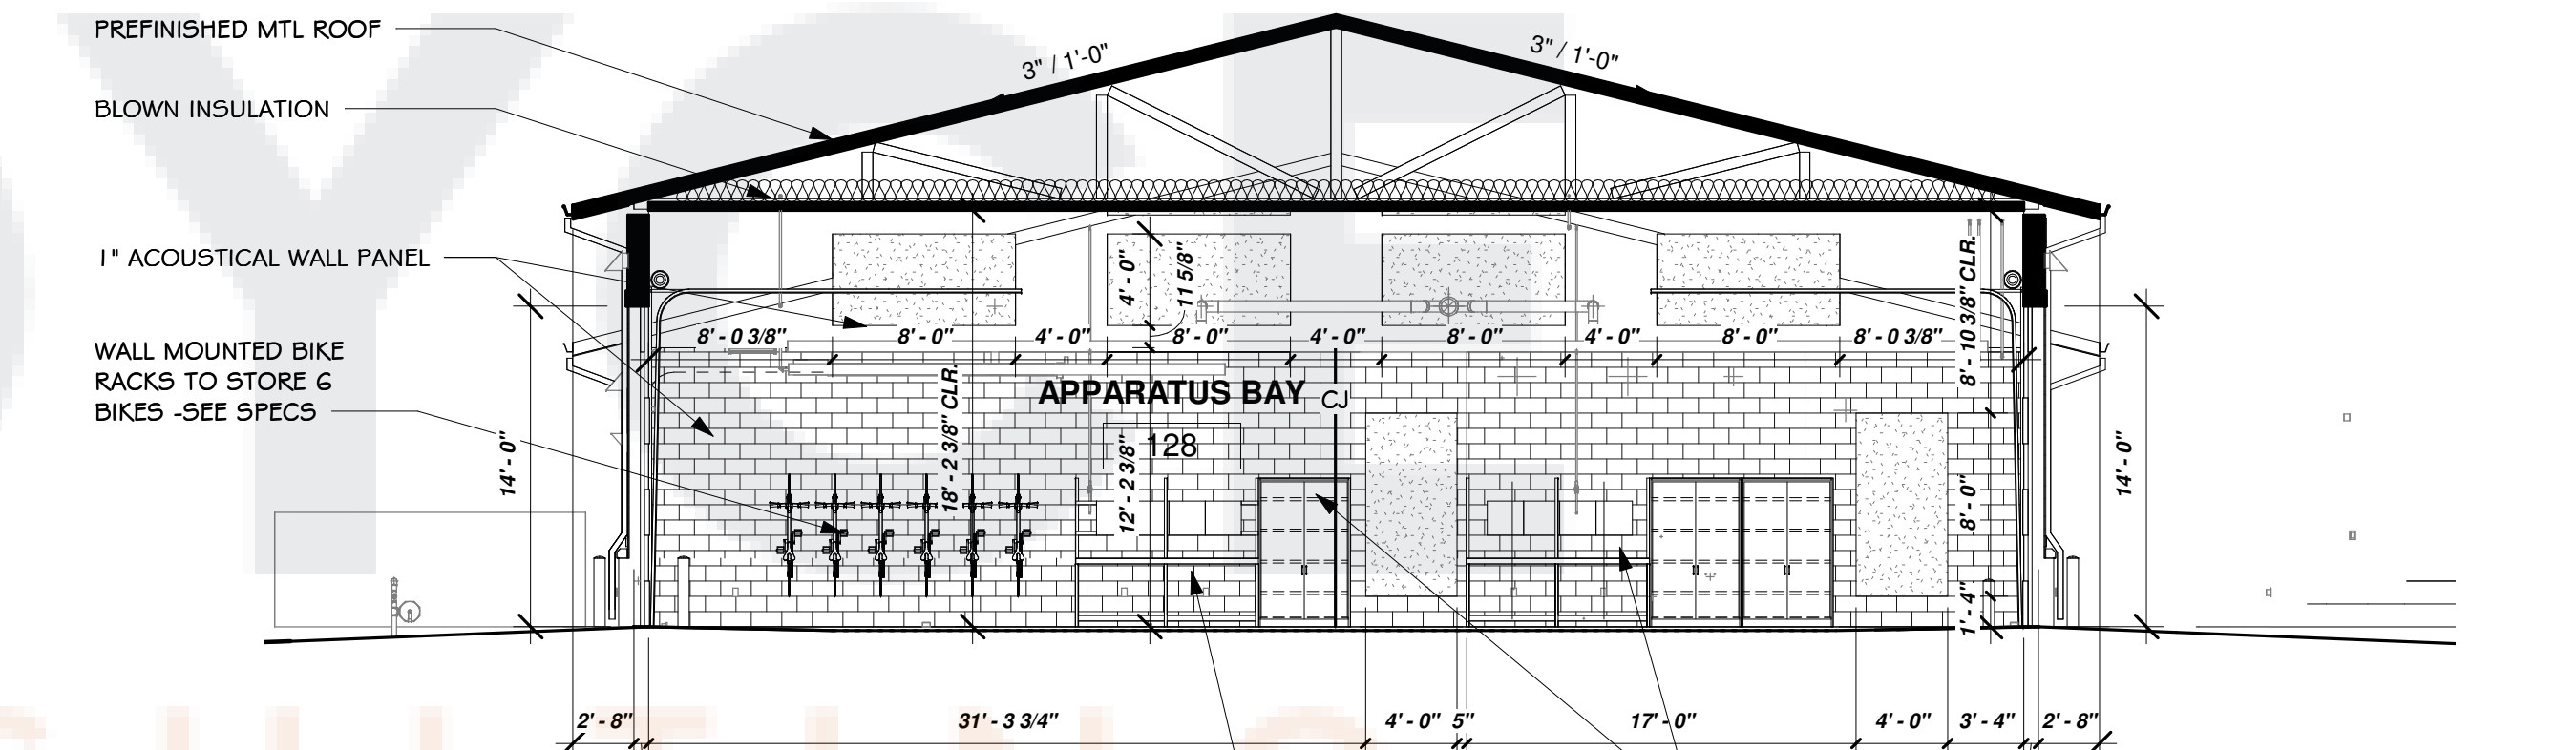 PREFINISHED MTL ROOF
3" / 1'-0"
3" / 1'-0"
BLOWN INSULATION
1" ACOUSTICAL WALL PANEL
4' - 0"
11 5/8"
8' - 10 3/8" CLR.
8' - 0 3/8"
8' - 0"
4' - 0"
8' - 0"
4' - 0"
8' - 0"
4' - 0"
8' - 0"
8' - 0 3/8"
WALL MOUNTED BIKE
RACKS TO STORE 6
BIKES -SEE SPECS
APPARATUS BAY
CJ
128
14' - 0"
18' - 2 3/8" CLR.
12' - 2 3/8"
8' - 0"
14' - 0"
1' - 4"
2' - 8"
31' - 3 3/4"
4' - 0"
5"
17' - 0"
4' - 0"
3' - 4"
2' - 8"